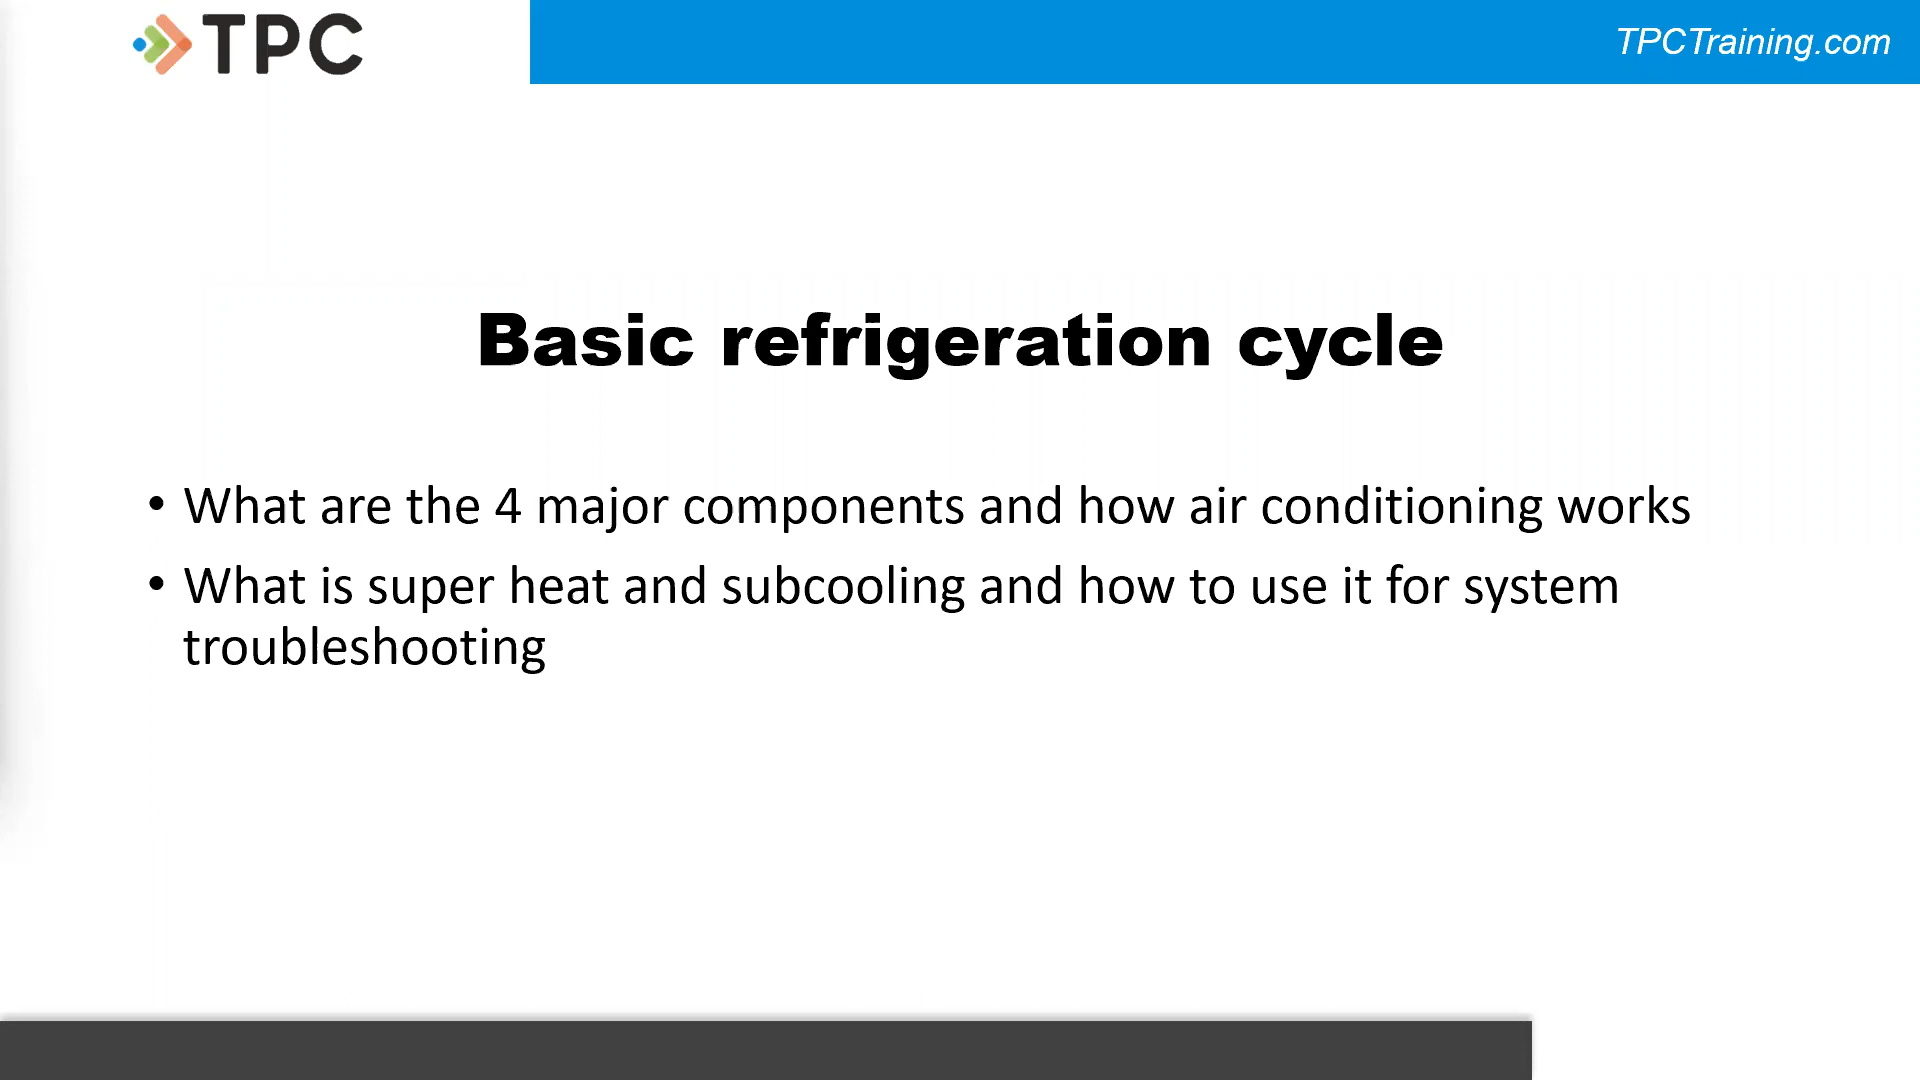 TPC
TPCTraining.com
Basic refrigeration cycle
• What are the 4 major components and how air conditioning works
• What is super heat and subcooling and how to use it for system
troubleshooting